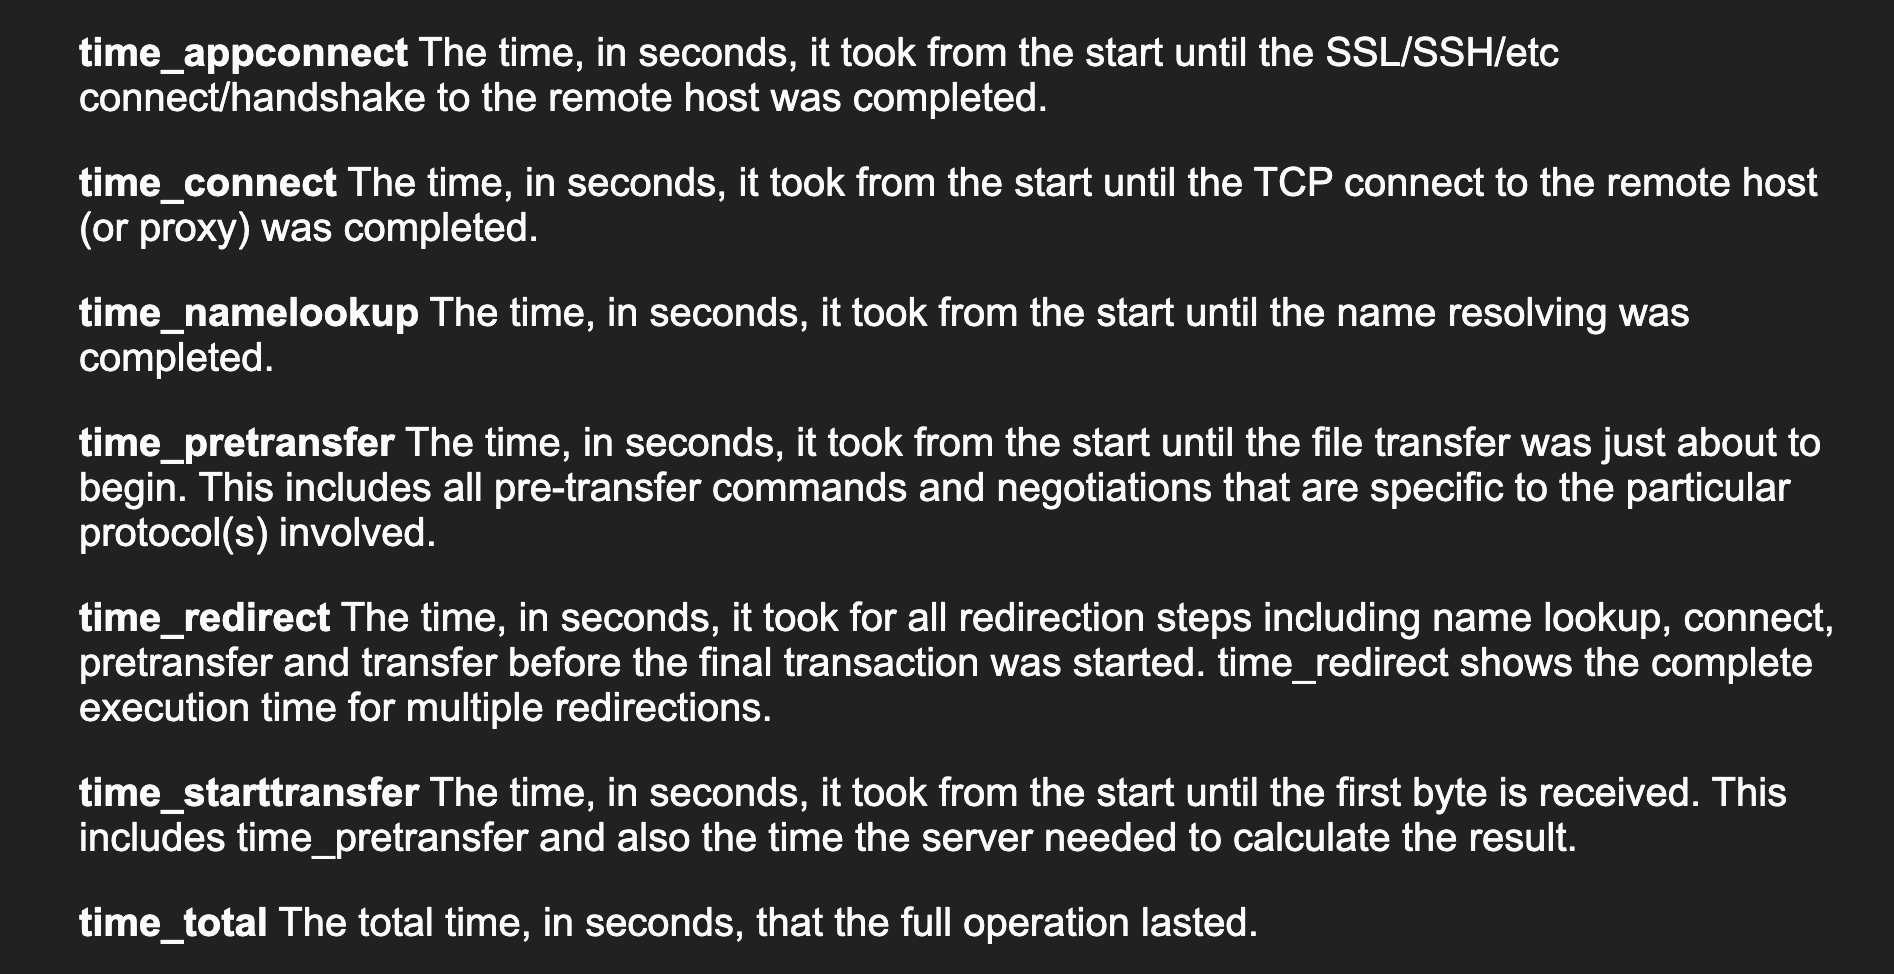 time_appconnect The time, in seconds, it took from the start until the SSL/SSH/etc
connect/handshake to the remote host was completed.
time_connect The time, in seconds, it took from the start until the TCP connect to the remote host
(or proxy) was completed.
time_namelookup The time, in seconds, it took from the start until the name resolving was
completed.
time_pretransfer The time, in seconds, it took from the start until the file transfer was just about to
begin. This includes all pre-transfer commands and negotiations that are specific to the particular
protocol(s) involved.
time_redirect The time, in seconds, it took for all redirection steps including name lookup, connect,
pretransfer and transfer before the final transaction was started. time_redirect shows the complete
execution time for multiple redirections.
time_starttransfer The time, in seconds, it took from the start until the first byte is received. This
includes time_pretransfer and also the time the server needed to calculate the result.
time_total The total time, in seconds, that the full operation lasted.